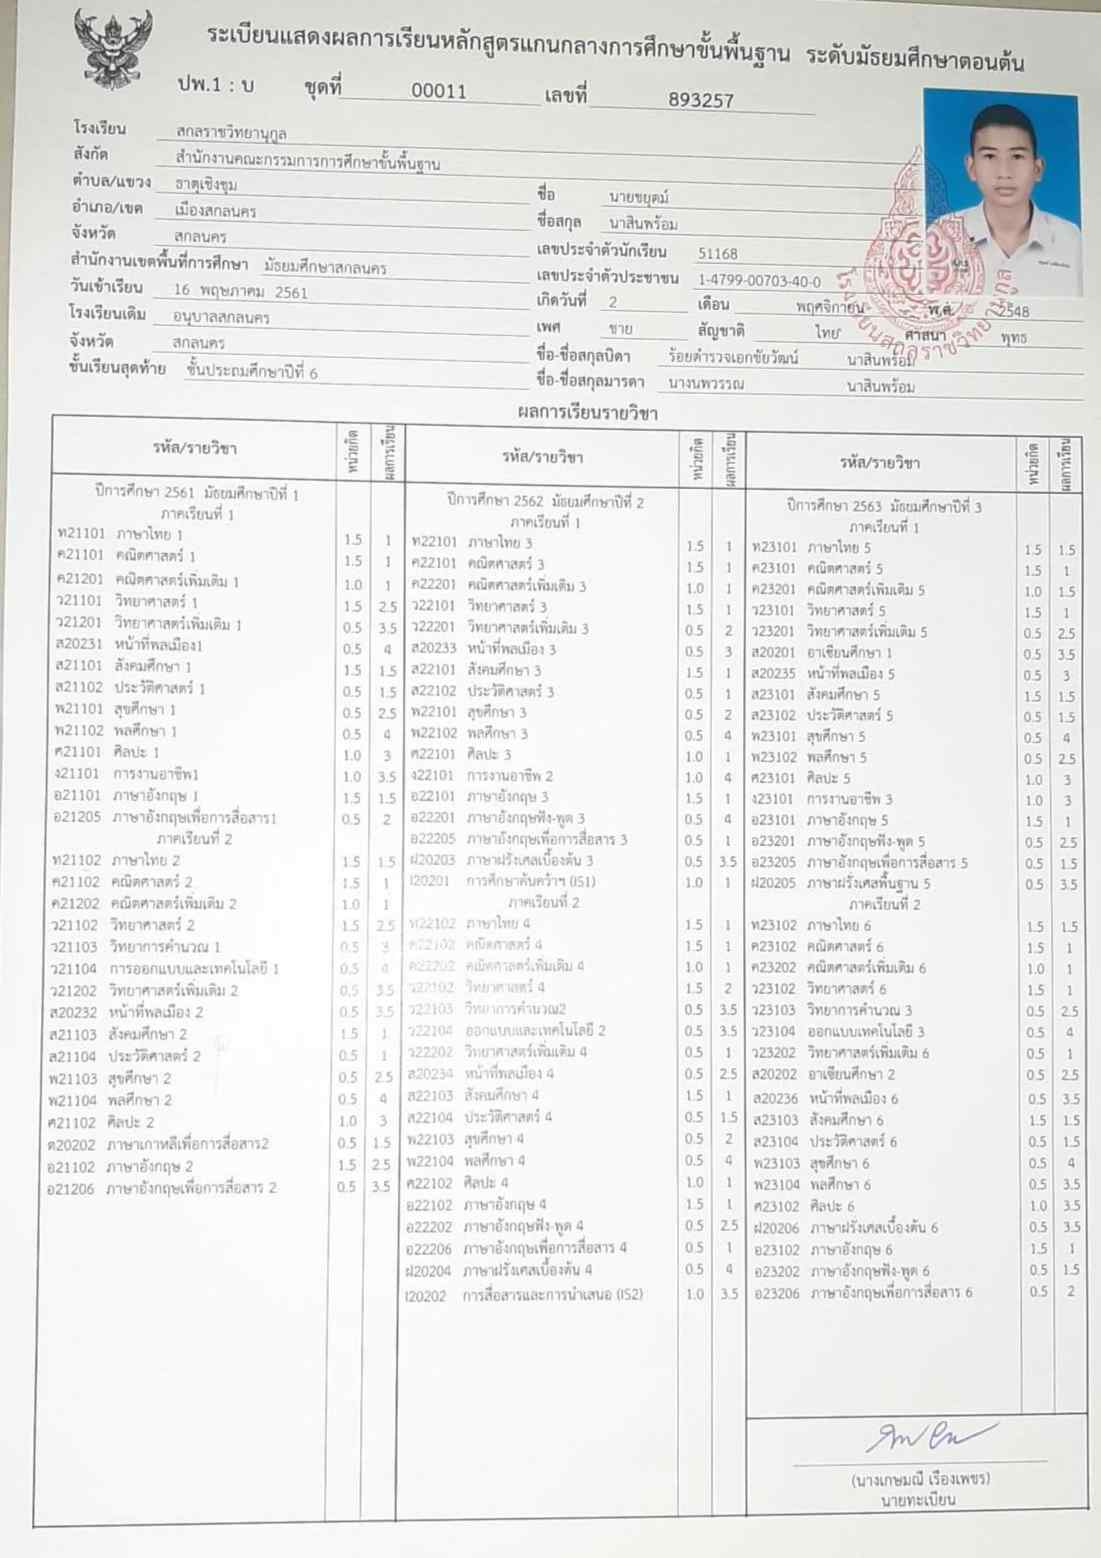 ระเบียนแสดงผลการเรียนหลักสูตรแกนกลางการศึกษาขั้นพื้นฐาน ระดับมัธยมศึกษาตอนต้น
ปพ.1 : บ ชุดที่ 00011 เลขที่ 893257
โรงเรียน สกลราชวิทยานุกูล
สังกัด สำนักงานคณะกรรมการการศึกษาขั้นพื้นฐาน
ตำบล/แขวง ธาตุเชิงชุม
อำเภอ/เขต เมืองสกลนคร
จังหวัด สกลนคร
สำนักงานเขตพื้นที่การศึกษา มัธยมศึกษาสกลนคร
วันเข้าเรียน 16 พฤษภาคม 2561
โรงเรียนเดิม อนุบาลสกลนคร
จังหวัด สกลนคร
ชั้นเรียนสุดท้าย ชั้นประถมศึกษาปีที่ 6
ชื่อ นายชยุตม์
ชื่อสกุล นาสินพร้อม
เลขประจำตัวนักเรียน 51168
เลขประจำตัวประชาชน 1-4799-00703-40-0
เกิดวันที่ 2 เดือน พฤศจิกายน พ.ศ. 2548
เพศ ชาย สัญชาติ ไทย ศาสนา พุทธ
ชื่อ-ชื่อสกุลบิดา ร้อยตำรวจเอกชัยวัฒน์ นาสินพร้อม
ชื่อ-ชื่อสกุลมารดา นางนพวรรณ นาสินพร้อม
โรงเรียนสกลราชวิทยานุกูล
ผลการเรียนรายวิชา
รหัส/รายวิชา หน่วยกิต ผลการเรียน
ปีการศึกษา 2561 มัธยมศึกษาปีที่ 1
ภาคเรียนที่ 1
ท21101 ภาษาไทย 1 1.5 1
ค21101 คณิตศาสตร์ 1 1.5 1
ค21201 คณิตศาสตร์เพิ่มเติม 1 1.0 1
ว21101 วิทยาศาสตร์ 1 1.5 2.5
ว21201 วิทยาศาสตร์เพิ่มเติม 1 0.5 3.5
ส20231 หน้าที่พลเมือง1 0.5 4
ส21101 สังคมศึกษา 1 1.5 1.5
ส21102 ประวัติศาสตร์ 1 0.5 1.5
พ21101 สุขศึกษา 1 0.5 2.5
พ21102 พลศึกษา 1 0.5 4
ศ21101 ศิลปะ 1 1.0 3
ง21101 การงานอาชีพ1 1.0 3.5
อ21101 ภาษาอังกฤษ 1 1.5 1.5
อ21205 ภาษาอังกฤษเพื่อการสื่อสาร1 0.5 2
ภาคเรียนที่ 2
ท21102 ภาษาไทย 2 1.5 1.5
ค21102 คณิตศาสตร์ 2 1.5 1
ค21202 คณิตศาสตร์เพิ่มเติม 2 1.0 1
ว21102 วิทยาศาสตร์ 2 1.5 2.5
ว21103 วิทยาการคำนวณ 1 0.5 3
ว21104 การออกแบบและเทคโนโลยี 1 0.5 4
ว21202 วิทยาศาสตร์เพิ่มเติม 2 0.5 3.5
ส20232 หน้าที่พลเมือง 2 0.5 3.5
ส21103 สังคมศึกษา 2 1.5 1
ส21104 ประวัติศาสตร์ 2 0.5 1
พ21103 สุขศึกษา 2 0.5 2.5
พ21104 พลศึกษา 2 0.5 4
ศ21102 ศิลปะ 2 1.0 3
ต20202 ภาษาเกาหลีเพื่อการสื่อสาร2 0.5 1.5
อ21102 ภาษาอังกฤษ 2 1.5 2.5
อ21206 ภาษาอังกฤษเพื่อการสื่อสาร 2 0.5 3.5
รหัส/รายวิชา หน่วยกิต ผลการเรียน
ปีการศึกษา 2562 มัธยมศึกษาปีที่ 2
ภาคเรียนที่ 1
ท22101 ภาษาไทย 3 1.5 1
ค22101 คณิตศาสตร์ 3 1.5 1
ค22201 คณิตศาสตร์เพิ่มเติม 3 1.0 1
ว22101 วิทยาศาสตร์ 3 1.5 1
ว22201 วิทยาศาสตร์เพิ่มเติม 3 0.5 2
ส20233 หน้าที่พลเมือง 3 0.5 3
ส22101 สังคมศึกษา 3 1.5 1
ส22102 ประวัติศาสตร์ 3 0.5 1
พ22101 สุขศึกษา 3 0.5 2
พ22102 พลศึกษา 3 0.5 4
ศ22101 ศิลปะ 3 1.0 1
ง22101 การงานอาชีพ 2 1.0 4
อ22101 ภาษาอังกฤษ 3 1.5 1
อ22201 ภาษาอังกฤษฟัง-พูด 3 0.5 4
อ22205 ภาษาอังกฤษเพื่อการสื่อสาร 3 0.5 1
ฝ20203 ภาษาฝรั่งเศสเบื้องต้น 3 0.5 3.5
I20201 การศึกษาค้นคว้าฯ (IS1) 1.0 1
ภาคเรียนที่ 2
ท22102 ภาษาไทย 4 1.5 1
ค22102 คณิตศาสตร์ 4 1.5 1
ค22202 คณิตศาสตร์เพิ่มเติม 4 1.0 1
ว22102 วิทยาศาสตร์ 4 1.5 2
ว22103 วิทยาการคำนวณ2 0.5 3.5
ว22104 ออกแบบและเทคโนโลยี 2 0.5 3.5
ว22202 วิทยาศาสตร์เพิ่มเติม 4 0.5 1
ส20234 หน้าที่พลเมือง 4 0.5 2.5
ส22103 สังคมศึกษา 4 1.5 1
ส22104 ประวัติศาสตร์ 4 0.5 1.5
พ22103 สุขศึกษา 4 0.5 2
พ22104 พลศึกษา 4 0.5 4
ศ22102 ศิลปะ 4 1.0 1
อ22102 ภาษาอังกฤษ 4 1.5 1
อ22202 ภาษาอังกฤษฟัง-พูด 4 0.5 2.5
อ22206 ภาษาอังกฤษเพื่อการสื่อสาร 4 0.5 1
ฝ20204 ภาษาฝรั่งเศสเบื้องต้น 4 0.5 4
I20202 การสื่อสารและการนำเสนอ (IS2) 1.0 3.5
รหัส/รายวิชา หน่วยกิต ผลการเรียน
ปีการศึกษา 2563 มัธยมศึกษาปีที่ 3
ภาคเรียนที่ 1
ท23101 ภาษาไทย 5 1.5 1.5
ค23101 คณิตศาสตร์ 5 1.5 1
ค23201 คณิตศาสตร์เพิ่มเติม 5 1.0 1.5
ว23101 วิทยาศาสตร์ 5 1.5 1
ว23201 วิทยาศาสตร์เพิ่มเติม 5 0.5 2.5
ส20201 อาเซียนศึกษา 1 0.5 3.5
ส20235 หน้าที่พลเมือง 5 0.5 3
ส23101 สังคมศึกษา 5 1.5 1.5
ส23102 ประวัติศาสตร์ 5 0.5 1.5
พ23101 สุขศึกษา 5 0.5 4
พ23102 พลศึกษา 5 0.5 2.5
ศ23101 ศิลปะ 5 1.0 3
ง23101 การงานอาชีพ 3 1.0 3
อ23101 ภาษาอังกฤษ 5 1.5 1
อ23201 ภาษาอังกฤษฟัง-พูด 5 0.5 2.5
อ23205 ภาษาอังกฤษเพื่อการสื่อสาร 5 0.5 1.5
ฝ20205 ภาษาฝรั่งเศสพื้นฐาน 5 0.5 3.5
ภาคเรียนที่ 2
ท23102 ภาษาไทย 6 1.5 1.5
ค23102 คณิตศาสตร์ 6 1.5 1
ค23202 คณิตศาสตร์เพิ่มเติม 6 1.0 1
ว23102 วิทยาศาสตร์ 6 1.5 1
ว23103 วิทยาการคำนวณ 3 0.5 2.5
ว23104 ออกแบบเทคโนโลยี 3 0.5 4
ว23202 วิทยาศาสตร์เพิ่มเติม 6 0.5 1
ส20202 อาเซียนศึกษา 2 0.5 2.5
ส20236 หน้าที่พลเมือง 6 0.5 3.5
ส23103 สังคมศึกษา 6 1.5 1.5
ส23104 ประวัติศาสตร์ 6 0.5 1.5
พ23103 สุขศึกษา 6 0.5 4
พ23104 พลศึกษา 6 0.5 3.5
ศ23102 ศิลปะ 6 1.0 3.5
ฝ20206 ภาษาฝรั่งเศสเบื้องต้น 6 0.5 3.5
อ23102 ภาษาอังกฤษ 6 1.5 1
อ23202 ภาษาอังกฤษฟัง-พูด 6 0.5 1.5
อ23206 ภาษาอังกฤษเพื่อการสื่อสาร 6 0.5 2
(นางเกษมณี เรืองเพชร)
นายทะเบียน